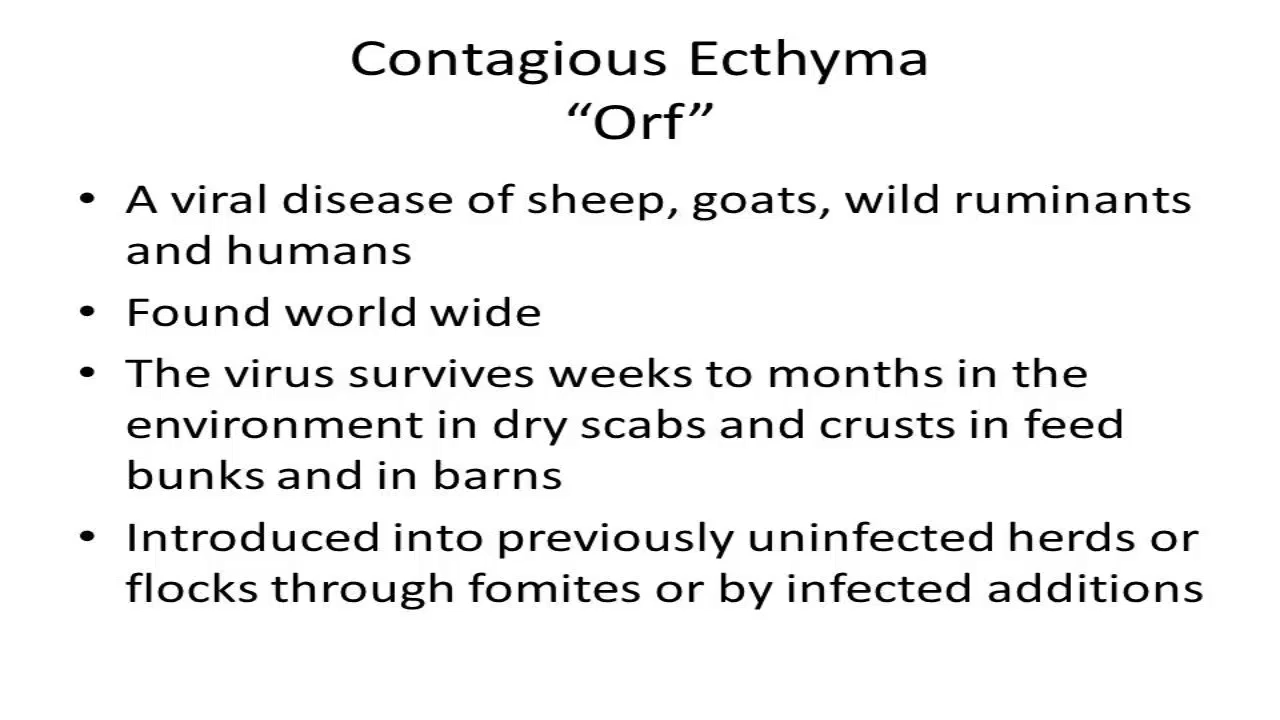 Contagious Ecthyma
“Orf”
• A viral disease of sheep, goats, wild ruminants
and humans
• Found world wide
• The virus survives weeks to months in the
environment in dry scabs and crusts in feed
bunks and in barns
• Introduced into previously uninfected herds or
flocks through fomites or by infected additions